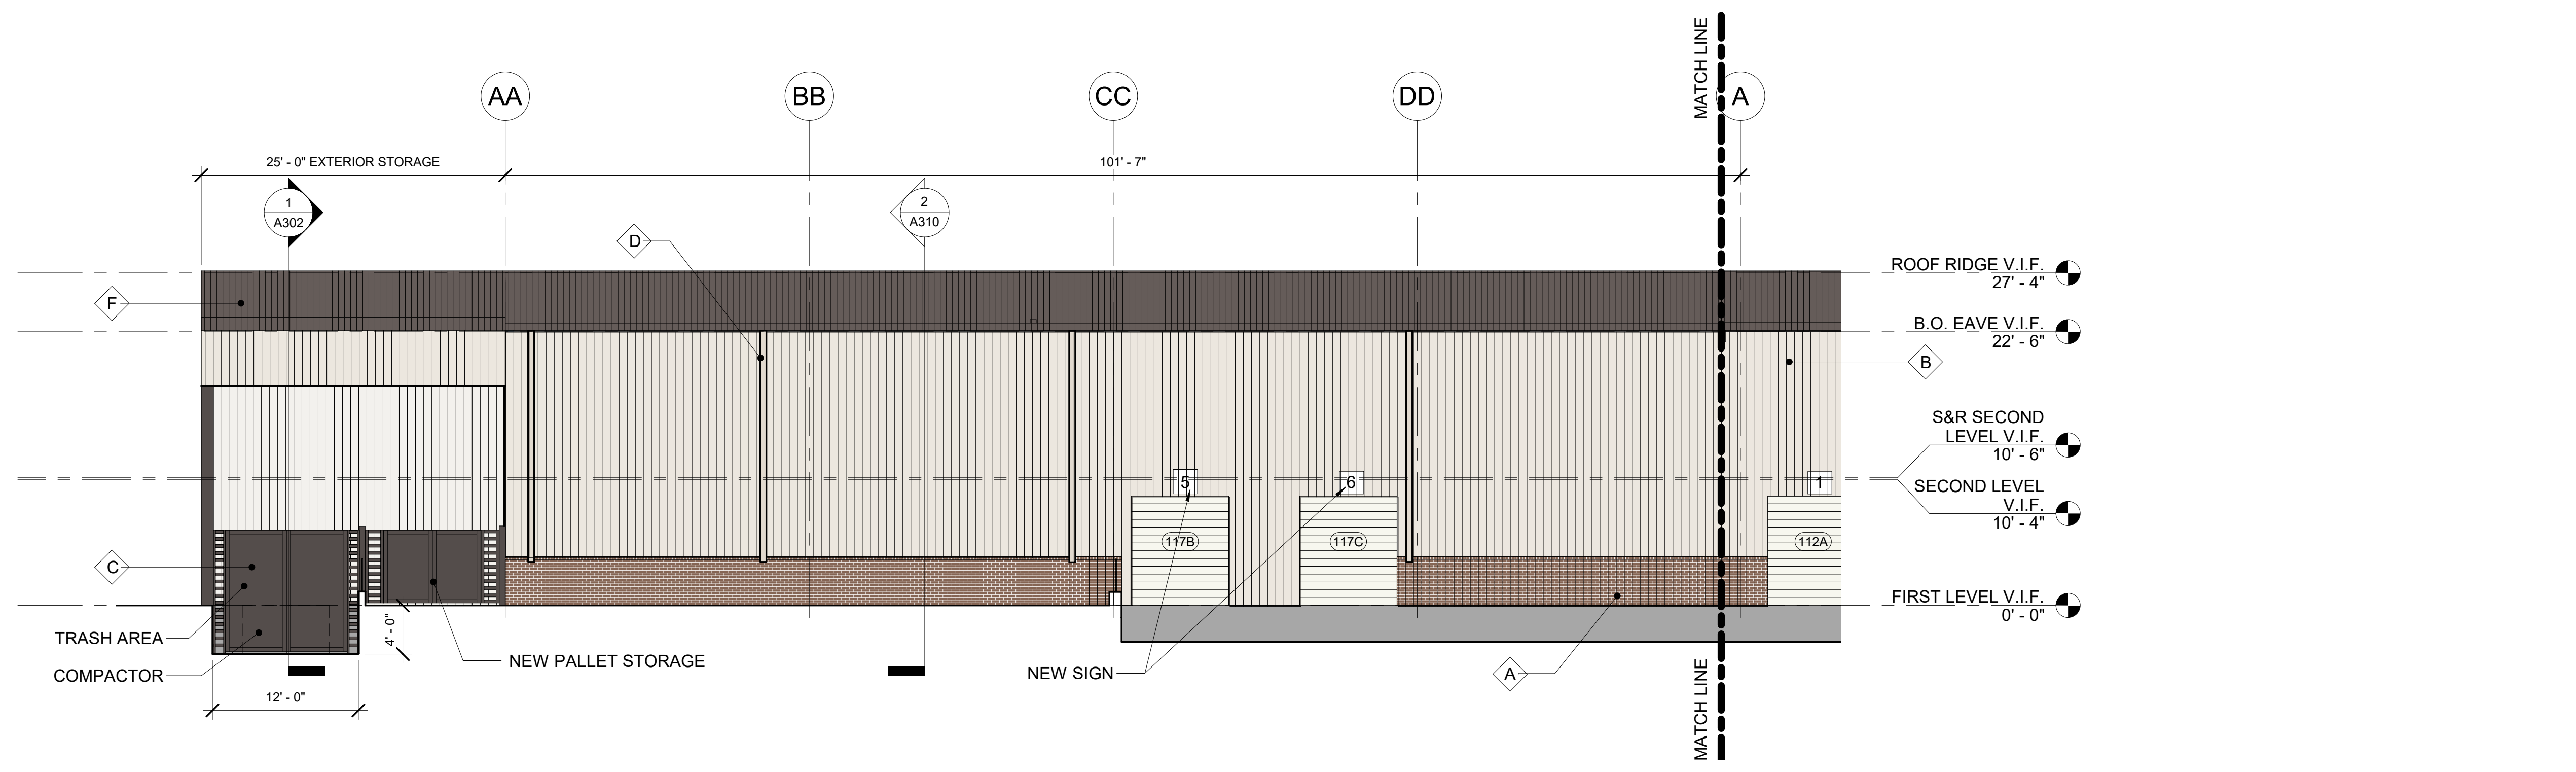 MATCH LINE
AA
BB
CC
DD
A
25' - 0" EXTERIOR STORAGE
101' - 7"
1
A302
2
A310
D
F
ROOF RIDGE V.I.F.
27' - 4"
B.O. EAVE V.I.F.
22' - 6"
B
S&R SECOND
LEVEL V.I.F.
10' - 6"
5
6
1
SECOND LEVEL
V.I.F.
10' - 4"
117B
117C
112A
C
FIRST LEVEL V.I.F.
0' - 0"
TRASH AREA
4' - 0"
COMPACTOR
NEW PALLET STORAGE
NEW SIGN
A
12' - 0"
MATCH LINE